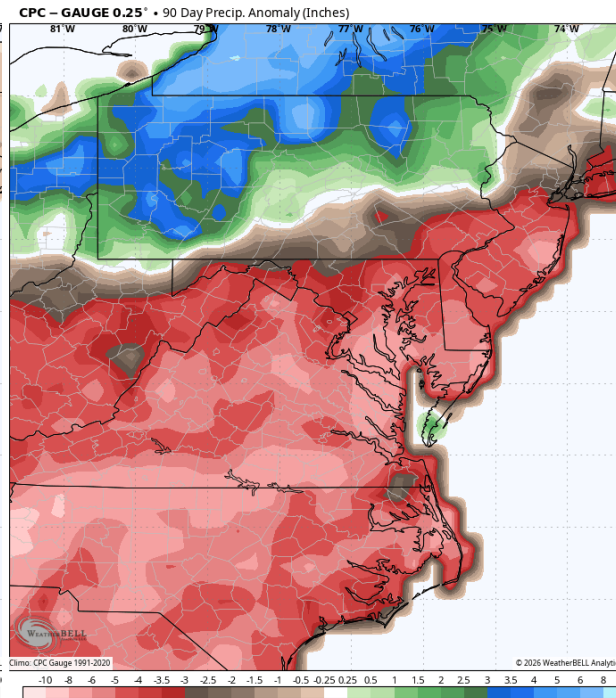 CPC – GAUGE 0.25° • 90 Day Precip. Anomaly (Inches)
81°W 80°W 79°W 78°W 77°W 76°W 75°W 74°W
WEATHERBELL
Climo: CPC Gauge 1991-2020
© 2026 WeatherBELL Analyti
-10 -8 -6 -5 -4 -3.5 -3 -2.5 -2 -1.5 -1 -0.5 -0.25 0.25 0.5 1 1.5 2 2.5 3 3.5 4 5 6 8